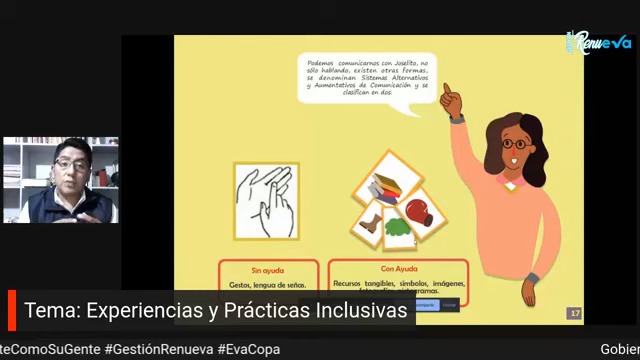 Renueva
Podemos comunicarnos con Joselito, no
sólo hablando, existen otras formas,
se denominan Sistemas Alternativos
y Aumentativos de Comunicación y se
clasifican en dos:
Sin ayuda
Gestos, lengua de señas.
Con Ayuda
Recursos tangibles, símbolos, imágenes,
17
Tema: Experiencias y Prácticas Inclusivas
teComoSuGente #GestiónRenueva #EvaCopa
Gobier